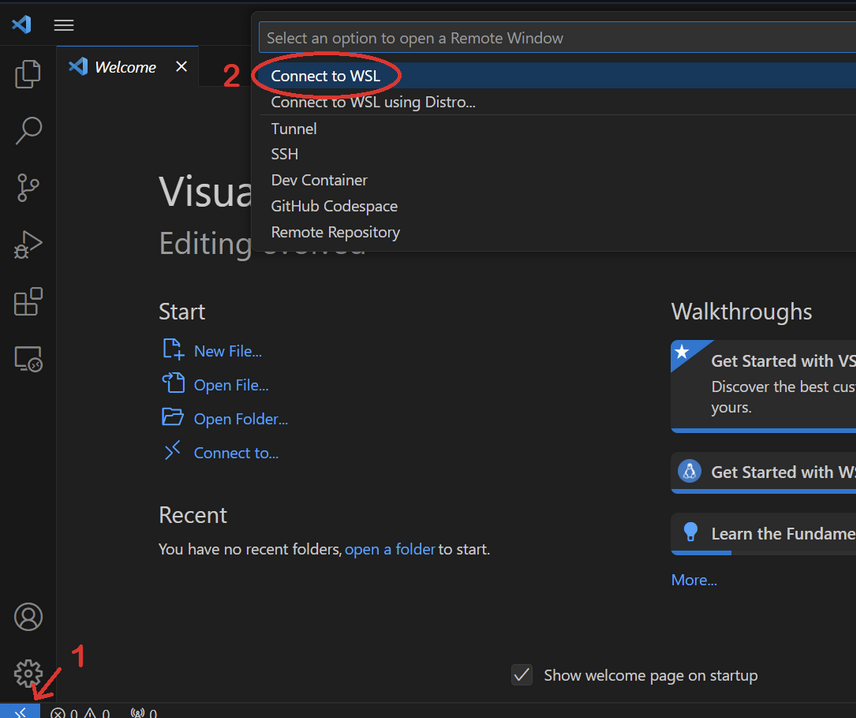 Select an option to open a Remote Window
Welcome
2
Connect to WSL
Connect to WSL using Distro...
Tunnel
SSH
Dev Container
GitHub Codespace
Remote Repository
Visua
Editing evolved
Start
New File...
Open File...
Open Folder...
Connect to...
Recent
You have no recent folders, open a folder to start.
Walkthroughs
Get Started with VS
Discover the best cus
yours.
Get Started with WS
Learn the Fundame
More...
1
Show welcome page on startup
0 0 0